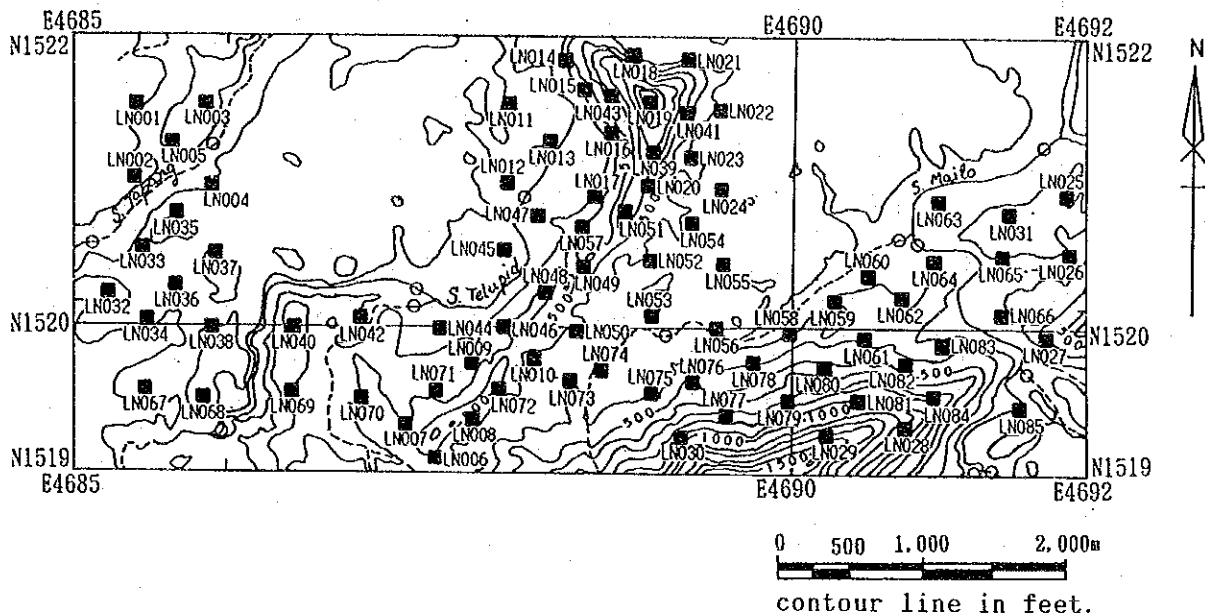 E4685 E4690 E4692
N1522 N1522
N
LN014 LN018 LN021
LN015
LN001 LN003 LN011 LN043 LN019 LN022
LN041
LN005 LN013 LN016
LN002 LN012 LN039 LN023
S. Mailo
LN004 LN017 LN020 LN025
LN024
LN035 LN047 LN051 LN063
LN031
LN033 LN037 LN045 LN057 LN054
LN052 LN060 LN064 LN065 LN026
LN032 LN036 LN048 LN049 LN055
S. Telupid 500
LN034 LN042 LN053 LN058 LN059 LN062 LN066
N1520 N1520
LN038 LN040 LN044 LN046 LN050 LN056
LN009 LN074 LN061 LN083 LN027
LN010 LN076 LN078 LN080 LN082
LN071 LN075 500
LN067 LN068 LN069 LN070 LN072 LN073 LN077 LN079 LN081 LN084
500 500 1000
LN007 LN008 LN085
LN006 LN030 1000 LN029 LN028
N1519 1500 N1519
E4685 E4690 E4692
0 500 1.000 2,000m
contour line in feet.